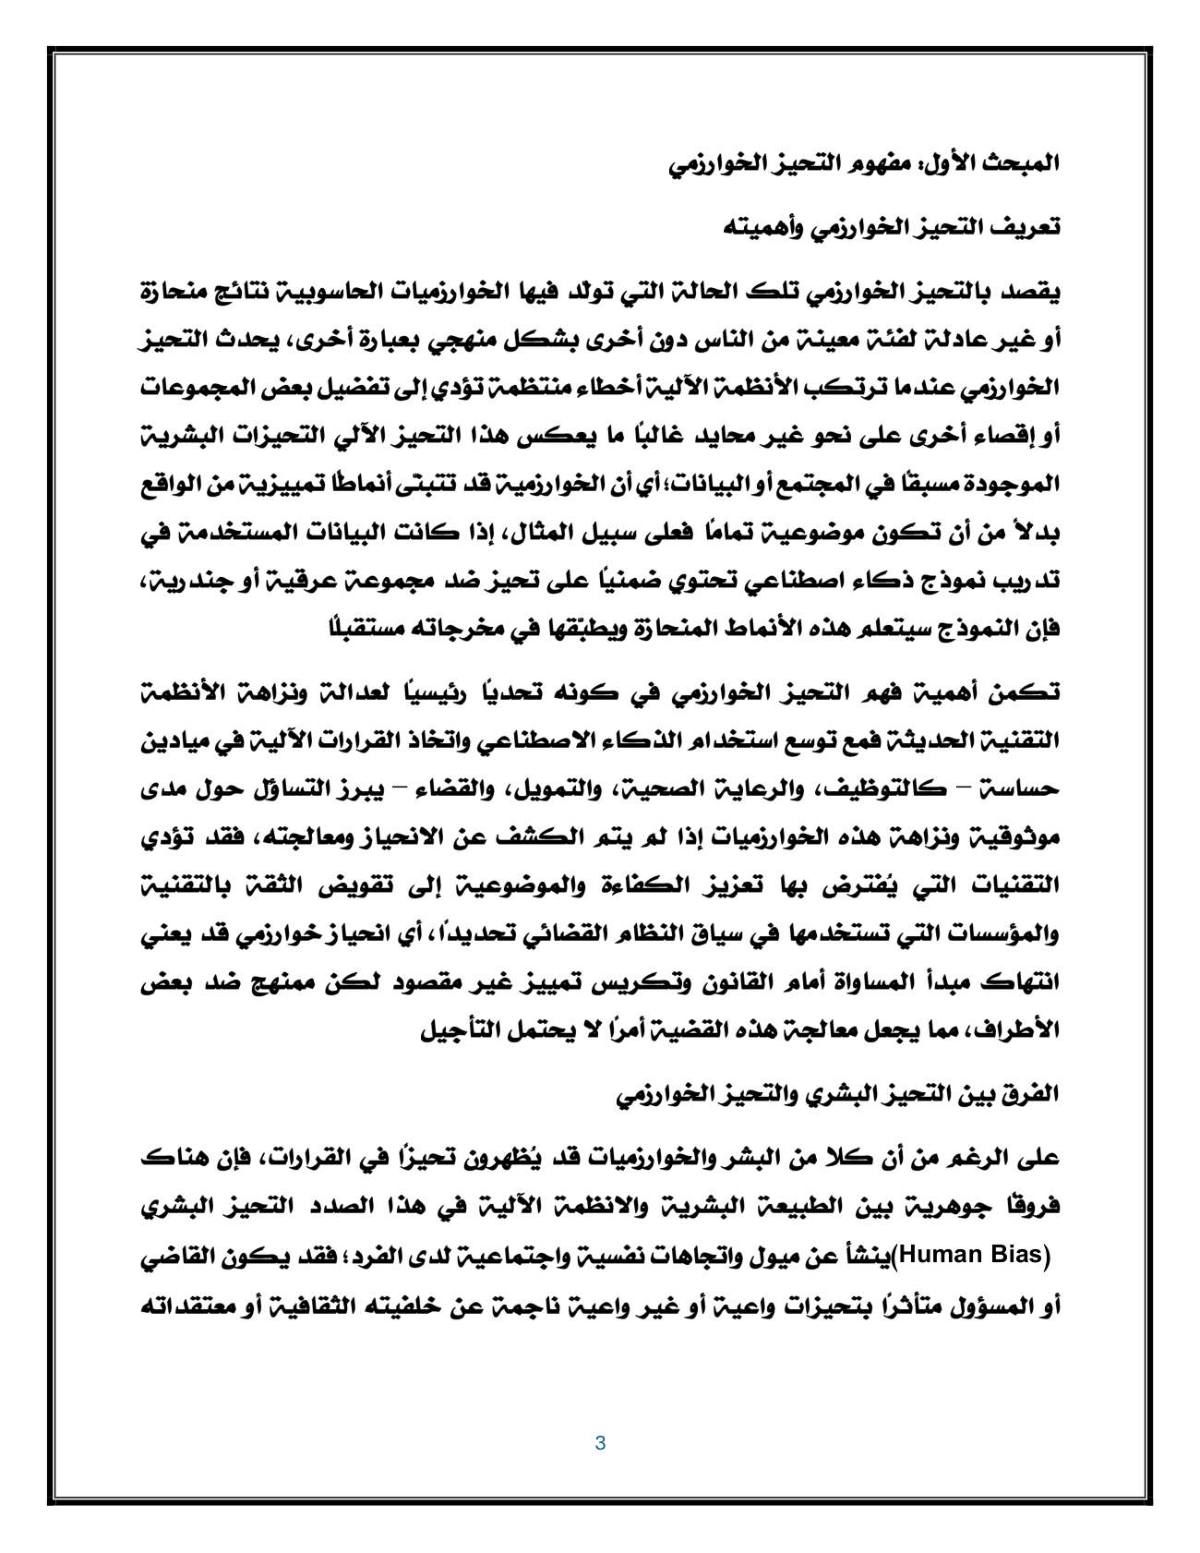 المبحث الأول: مفهوم التحيز الخوارزمي
تعريف التحيز الخوارزمي وأهميته
يقصد بالتحيز الخوارزمي تلك الحالة التي تولد فيها الخوارزميات الحاسوبية نتائج منحازة
أو غير عادلة لفئة معينة من الناس دون أخرى بشكل منهجي بعبارة أخرى، يحدث التحيز
الخوارزمي عندما ترتكب الأنظمة الآلية أخطاء منتظمة تؤدي إلى تفضيل بعض المجموعات
أو إقصاء أخرى على نحو غير محايد غالبًا ما يعكس هذا التحيز الآلي التحيزات البشرية
الموجودة مسبقًا في المجتمع أو البيانات؛ أي أن الخوارزمية قد تتبنّى أنماطًا تمييزية من الواقع
بدلاً من أن تكون موضوعية تمامًا فعلى سبيل المثال، إذا كانت البيانات المستخدمة في
تدريب نموذج ذكاء اصطناعي تحتوي ضمنيًا على تحيز ضد مجموعة عرقية أو جندرية،
فإن النموذج سيتعلم هذه الأنماط المنحازة ويطبّقها في مخرجاته مستقبلًا
تكمن أهمية فهم التحيز الخوارزمي في كونه تحديًا رئيسيًا لعدالة ونزاهة الأنظمة
التقنية الحديثة فمع توسع استخدام الذكاء الاصطناعي واتخاذ القرارات الآلية في ميادين
حساسة – كالتوظيف، والرعاية الصحية، والتمويل، والقضاء – يبرز التساؤل حول مدى
موثوقية ونزاهة هذه الخوارزميات إذا لم يتم الكشف عن الانحياز ومعالجته، فقد تؤدي
التقنيات التي يُفترض بها تعزيز الكفاءة والموضوعية إلى تقويض الثقة بالتقنية
والمؤسسات التي تستخدمها في سياق النظام القضائي تحديدًا، أي انحياز خوارزمي قد يعني
انتهاك مبدأ المساواة أمام القانون وتكريس تمييز غير مقصود لكن ممنهج ضد بعض
الأطراف، مما يجعل معالجة هذه القضية أمرًا لا يحتمل التأجيل
الفرق بين التحيز البشري والتحيز الخوارزمي
على الرغم من أن كلا من البشر والخوارزميات قد يُظهرون تحيزًا في القرارات، فإن هناك
فروقًا جوهرية بين الطبيعة البشرية والانظمة الآلية في هذا الصدد التحيز البشري
(Human Bias)ينشأ عن ميول واتجاهات نفسية واجتماعية لدى الفرد؛ فقد يكون القاضي
أو المسؤول متأثرًا بتحيزات واعية أو غير واعية ناجمة عن خلفيته الثقافية أو معتقداته
3